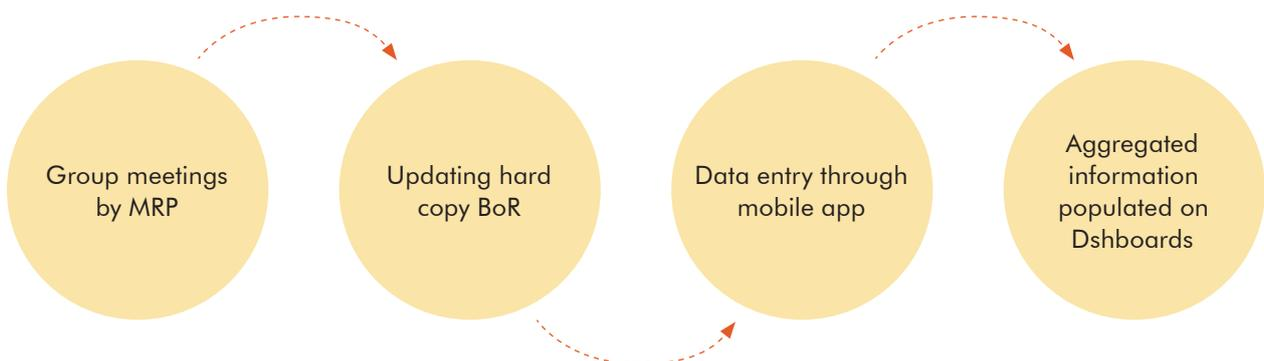 Group meetings
by MRP
Updating hard
copy BoR
Data entry through
mobile app
Aggregated
information
populated on
Dshboards